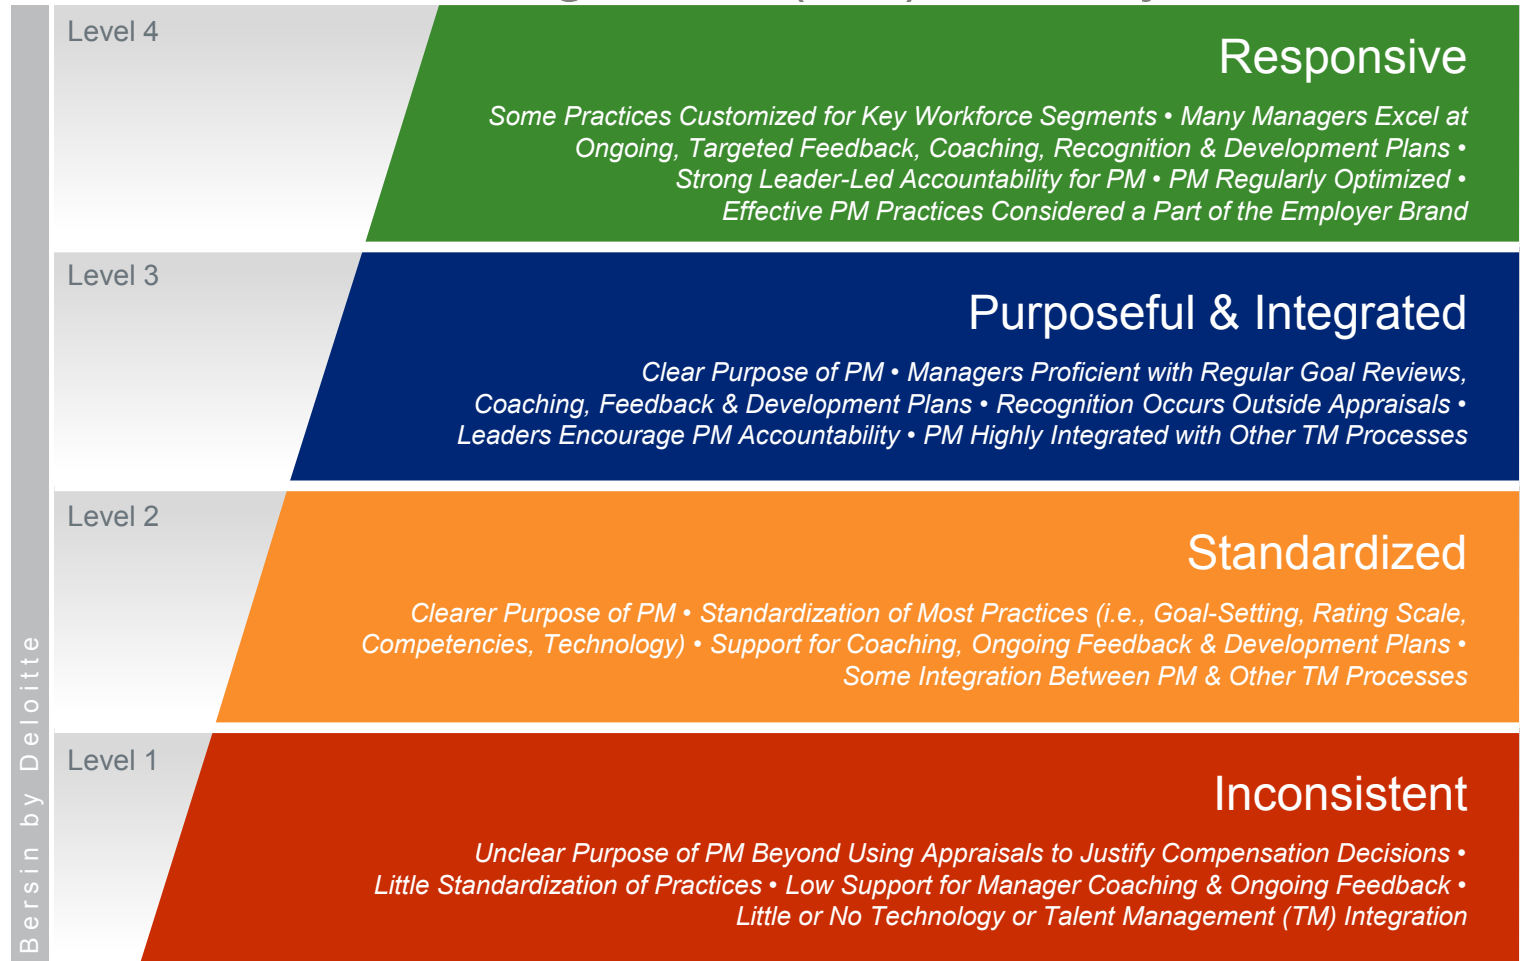 Level 4
Responsive
Some Practices Customized for Key Workforce Segments • Many Managers Excel at
Ongoing, Targeted Feedback, Coaching, Recognition & Development Plans •
Strong Leader-Led Accountability for PM • PM Regularly Optimized •
Effective PM Practices Considered a Part of the Employer Brand
Level 3
Purposeful & Integrated
Clear Purpose of PM • Managers Proficient with Regular Goal Reviews,
Coaching, Feedback & Development Plans • Recognition Occurs Outside Appraisals •
Leaders Encourage PM Accountability • PM Highly Integrated with Other TM Processes
Level 2
Standardized
Clearer Purpose of PM • Standardization of Most Practices (i.e., Goal-Setting, Rating Scale,
Competencies, Technology) • Support for Coaching, Ongoing Feedback & Development Plans •
Some Integration Between PM & Other TM Processes
Level 1
Inconsistent
Unclear Purpose of PM Beyond Using Appraisals to Justify Compensation Decisions •
Little Standardization of Practices • Low Support for Manager Coaching & Ongoing Feedback •
Little or No Technology or Talent Management (TM) Integration
Bersin by Deloitte